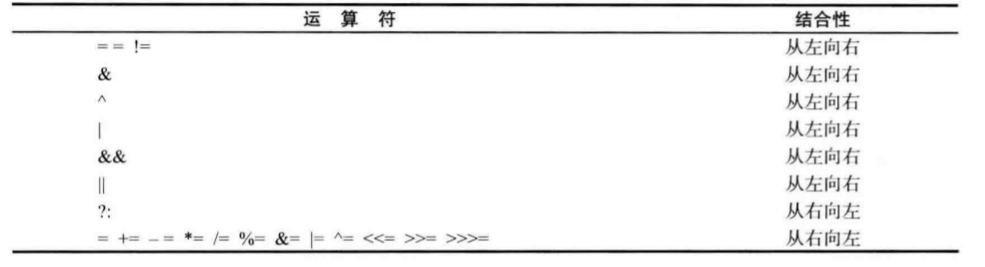 运 算 符 结合性
= = != 从左向右
& 从左向右
^ 从左向右
| 从左向右
&& 从左向右
|| 从左向右
?: 从右向左
= += – = *= /= %= &= |= ^= <<= >>= >>>= 从右向左